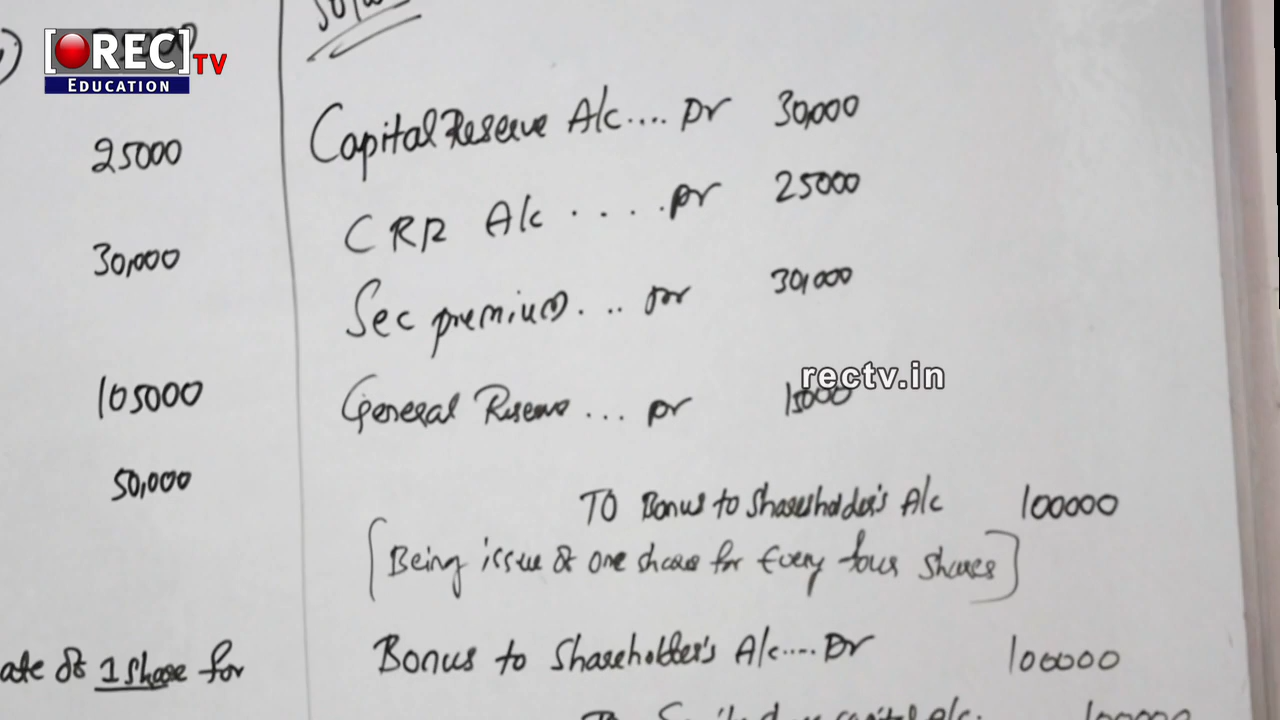 [REC] TV
EDUCATION
25000
30,000
105000
50,000
ate of 1 Share for
Capital Reserve A/c.... Dr 30,000
CRR A/c ..... Dr 25000
Sec premium. .. Dr 30,000
General Reserve ... Dr 15000
rectv.in
TO Bonus to Shareholder's A/c 100000
[Being issue of one share for Every four shares]
Bonus to Shareholder's A/c.... Dr 100000